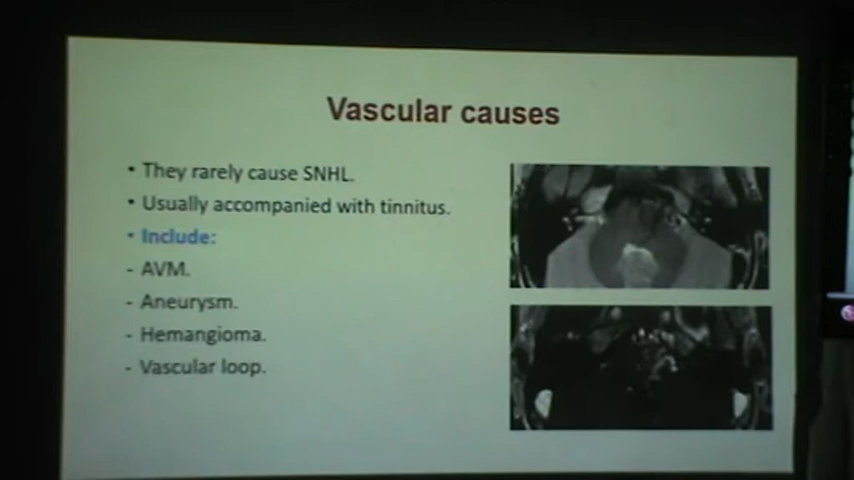 Vascular causes
• They rarely cause SNHL.
• Usually accompanied with tinnitus.
• Include:
- AVM.
- Aneurysm.
- Hemangioma.
- Vascular loop.